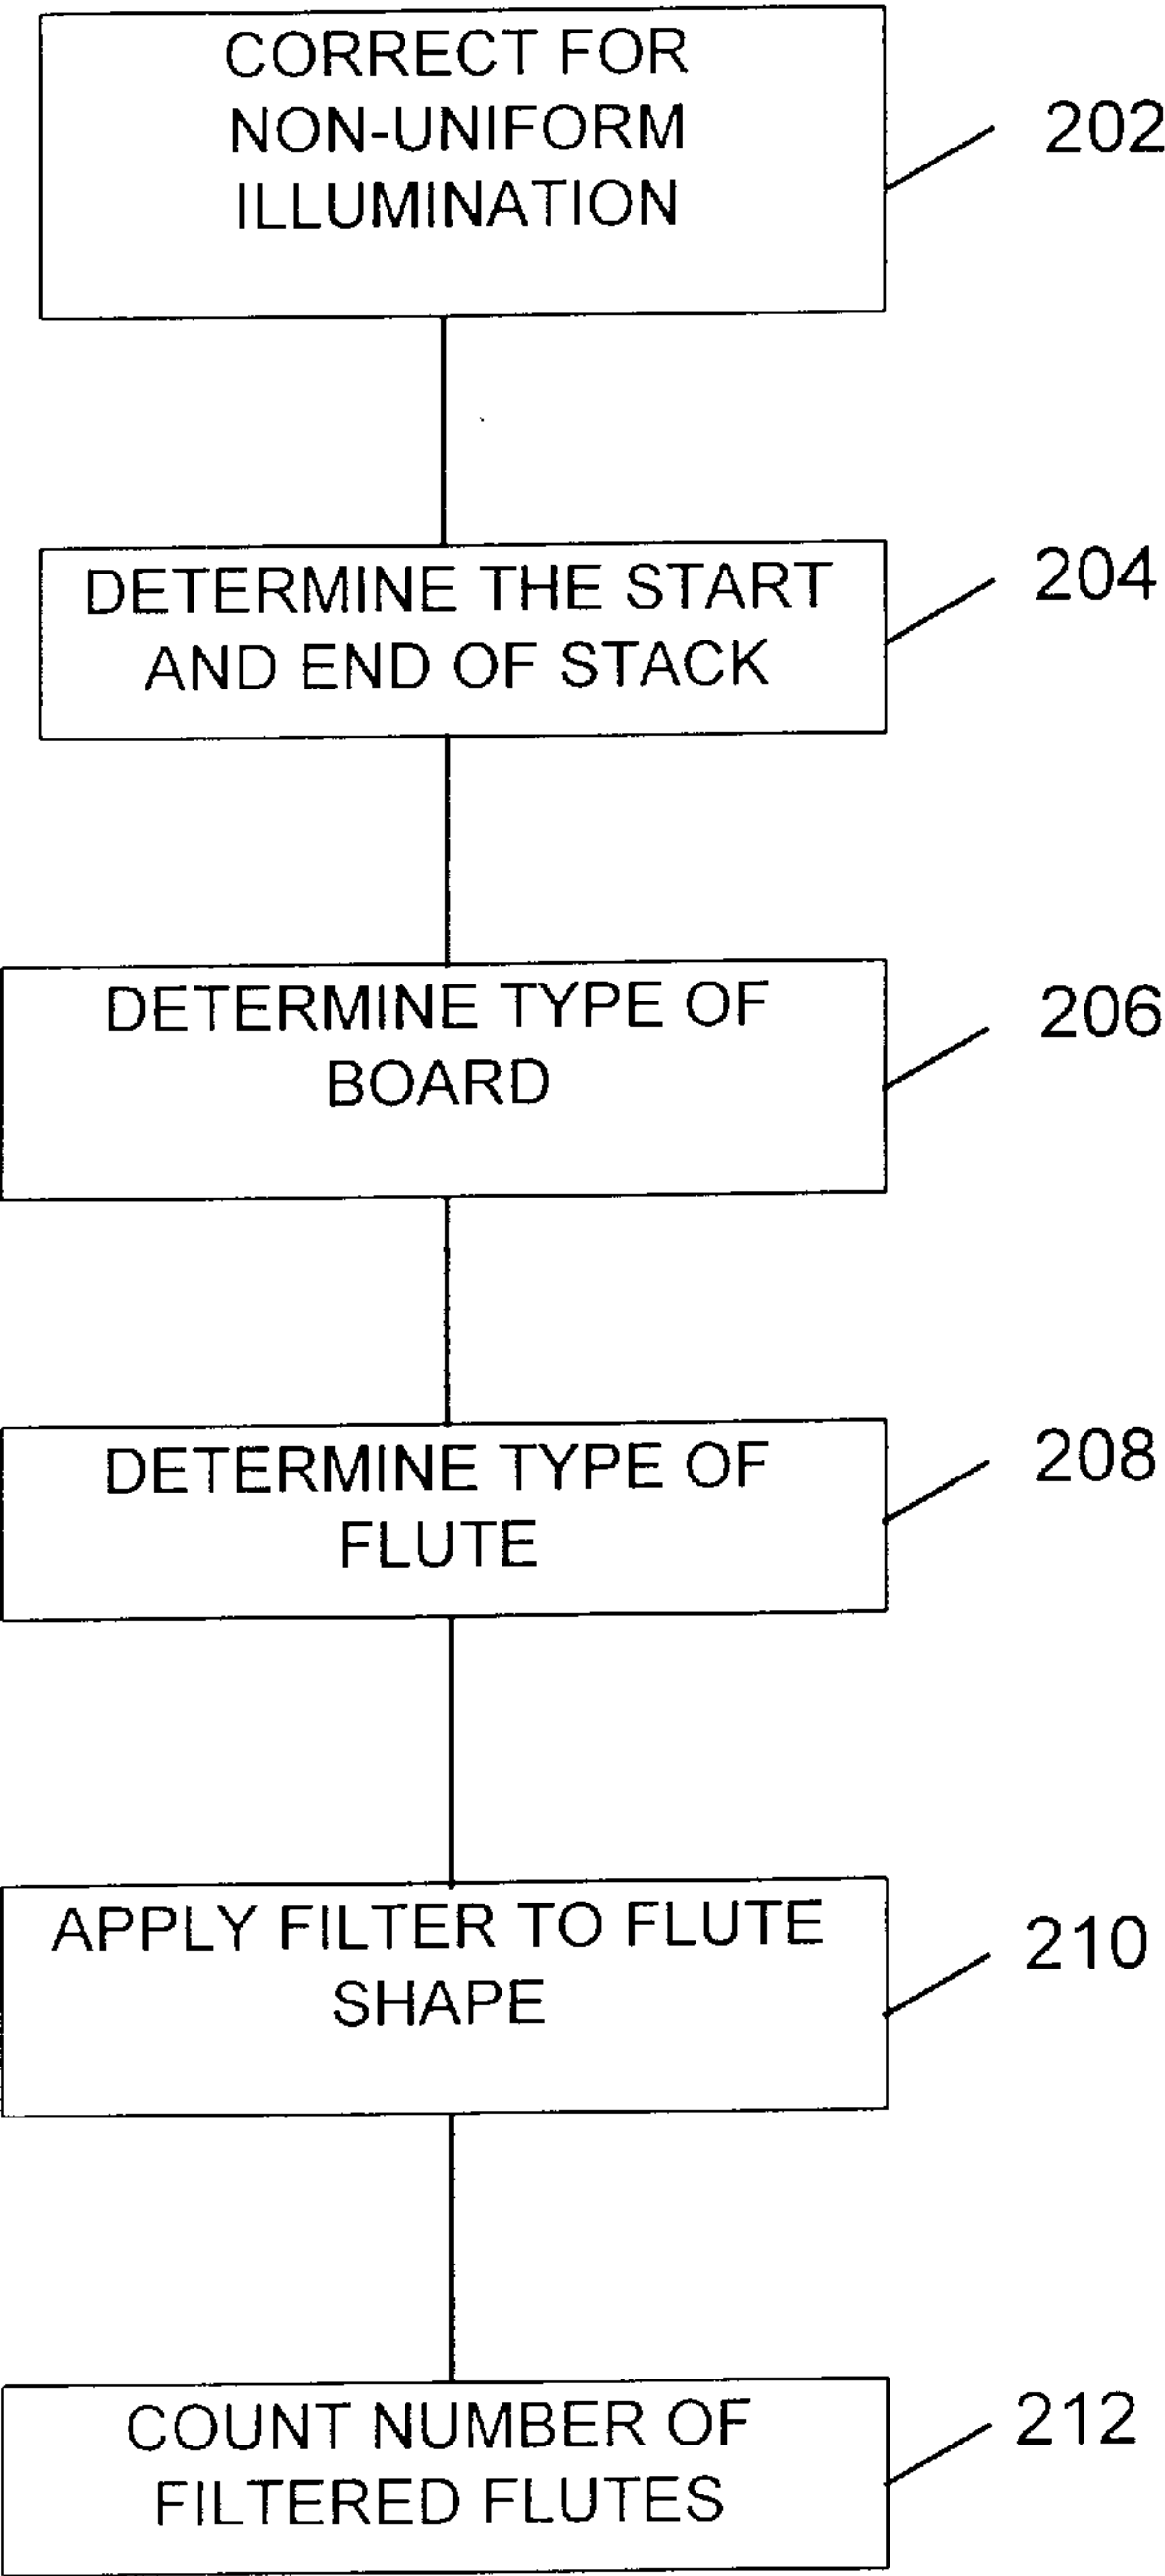 CORRECT FOR
NON-UNIFORM
ILLUMINATION
202
DETERMINE THE START
AND END OF STACK
204
DETERMINE TYPE OF
BOARD
206
DETERMINE TYPE OF
FLUTE
208
APPLY FILTER TO FLUTE
SHAPE
210
COUNT NUMBER OF
FILTERED FLUTES
212